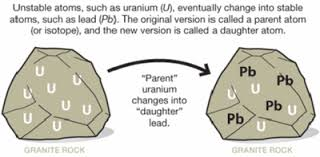 Unstable atoms, such as uranium (U), eventually change into stable
atoms, such as lead (Pb). The original version is called a parent atom
(or isotope), and the new version is called a daughter atom.
U
U
U U
U U
U
"Parent"
uranium
changes into
"daughter"
lead.
Pb Pb
U
Pb U
Pb U
Pb
GRANITE ROCK
GRANITE ROCK